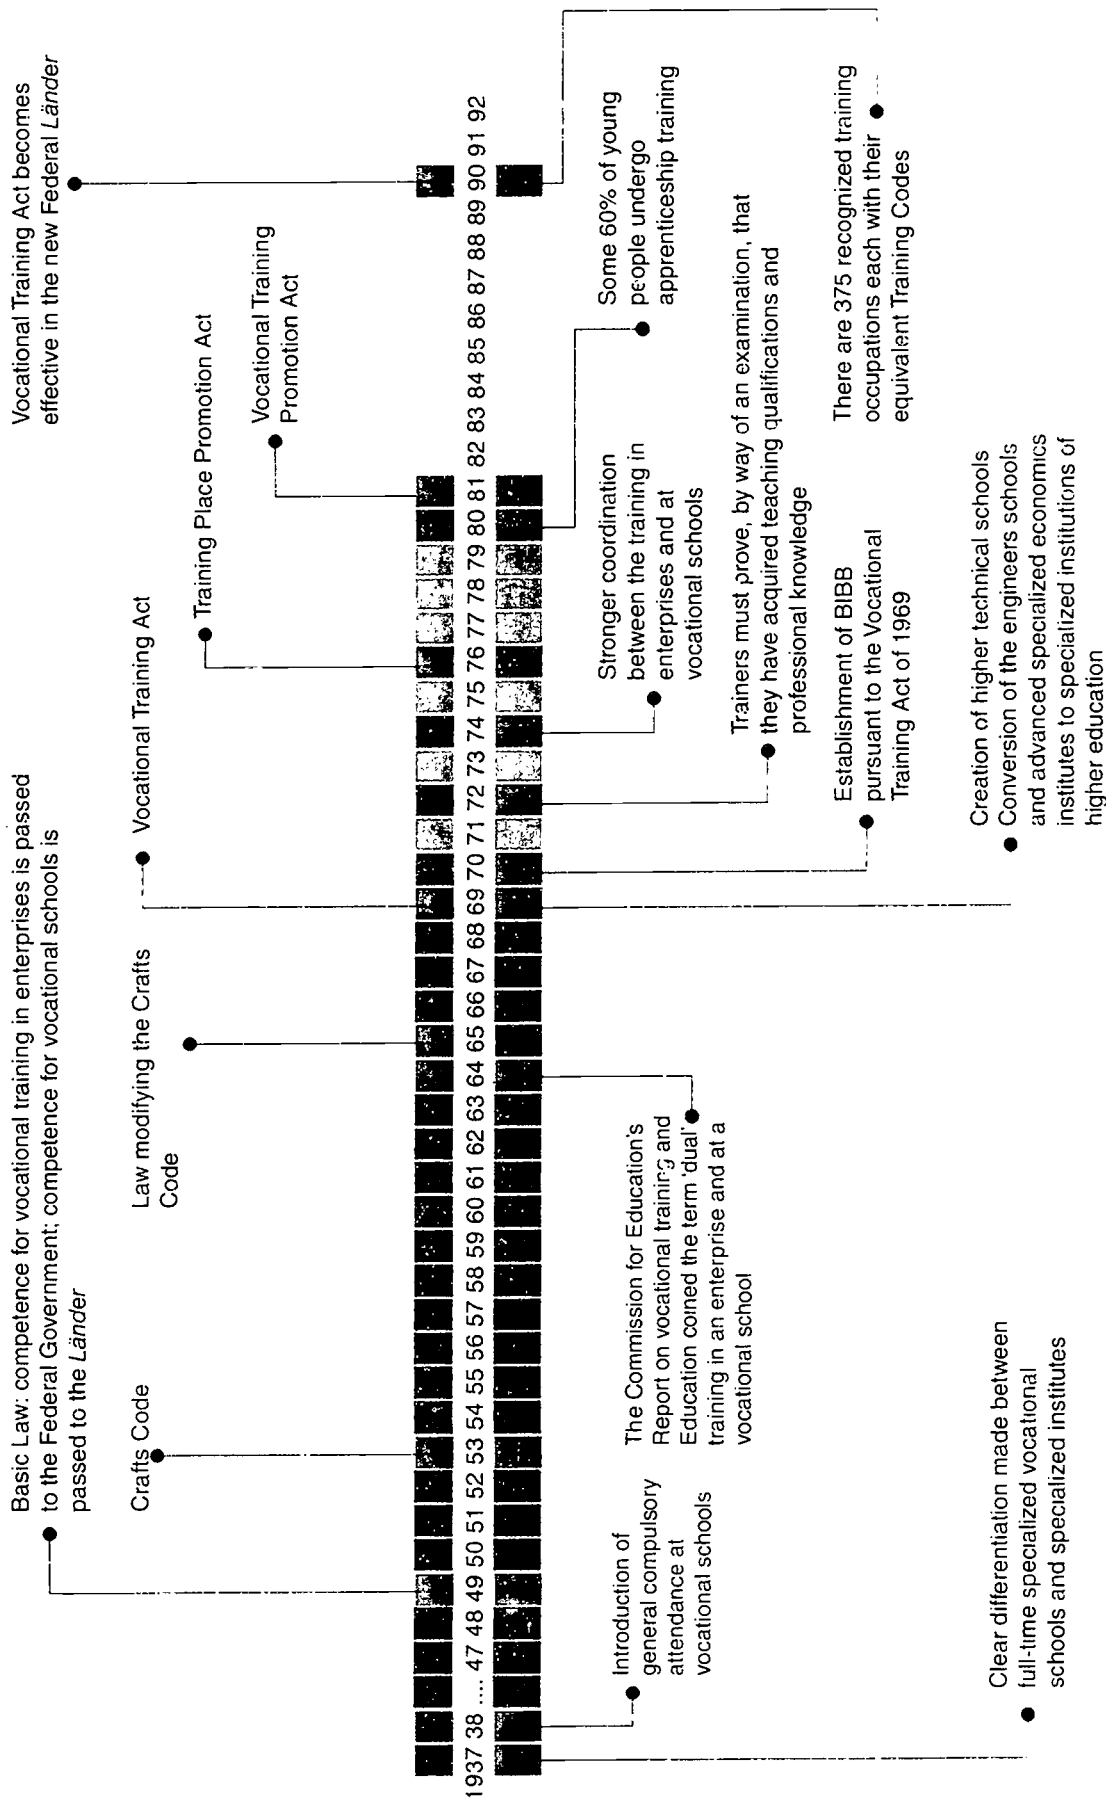 Basic Law: competence for vocational training in enterprises is passed
to the Federal Government; competence for vocational schools is
passed to the Länder
Crafts Code
Law modifying the Crafts
Code
Vocational Training Act
Training Place Promotion Act
Vocational Training
Promotion Act
Vocational Training Act becomes
effective in the new Federal Länder
1937 38 .... 47 48 49 50 51 52 53 54 55 56 57 58 59 60 61 62 63 64 65 66 67 68 69 70 71 72 73 74 75 76 77 78 79 80 81 82 83 84 85 86 87 88 89 90 91 92
Introduction of
general compulsory
attendance at
vocational schools
Clear differentiation made between
full-time specialized vocational
schools and specialized institutes
The Commission for Education's
Report on vocational training and
Education coined the term 'dual'
training in an enterprise and at a
vocational school
Creation of higher technical schools
Conversion of the engineers schools
and advanced specialized economics
institutes to specialized institutions of
higher education
Establishment of BIBB
pursuant to the Vocational
Training Act of 1969
Trainers must prove, by way of an examination, that
they have acquired teaching qualifications and
professional knowledge
Stronger coordination
between the training in
enterprises and at
vocational schools
Some 60% of young
people undergo
apprenticeship training
There are 375 recognized training
occupations each with their
equivalent Training Codes